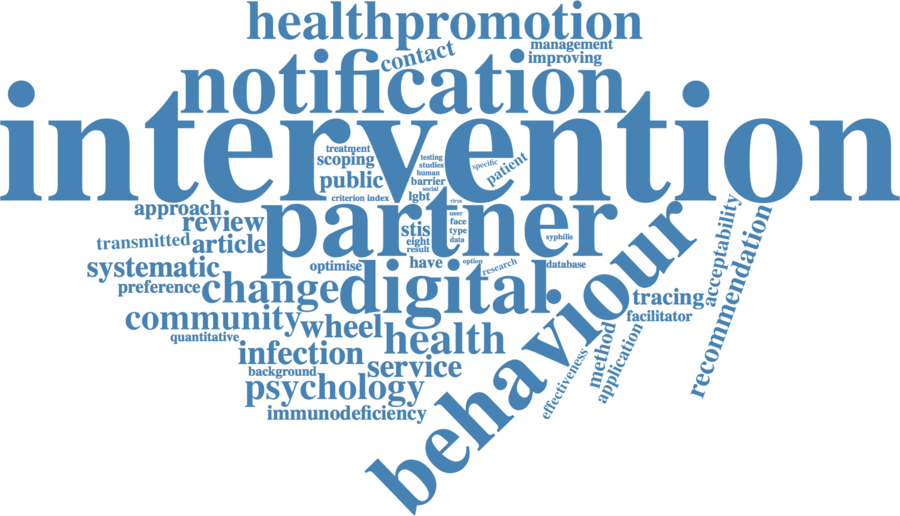 healthpromotion
contact
management
improving
notification
intervention
treatment
scoping
testing
studies
specific
patient
public
human
barrier
social
criterion index
lgbt
virus
approach
review
partner
user
face
type
data
stis
eight
result
syphilis
transmitted
article
systematic
optimise
have
option
research
database
preference
change
digital
behaviour
acceptability
recommendation
tracing
facilitator
community
wheel
quantitative
health
method
application
effectiveness
infection
background
service
psychology
immunodeficiency